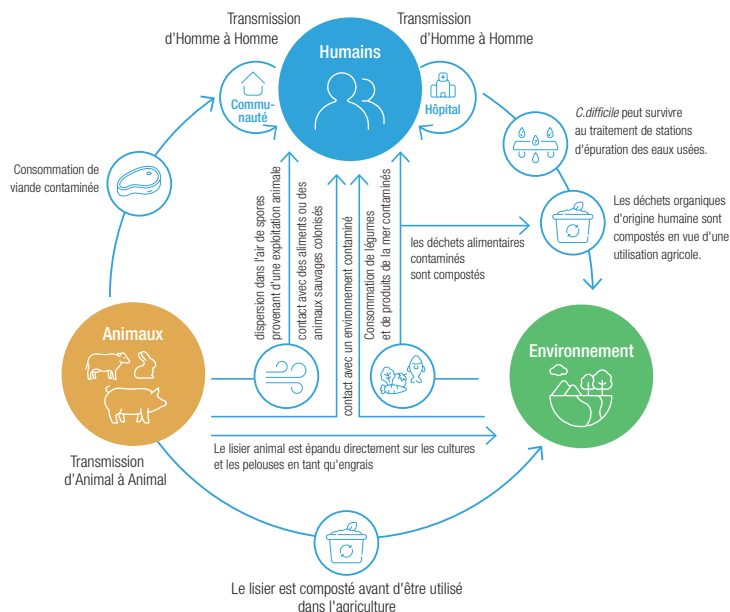 Transmission
d'Homme à Homme
Transmission
d'Homme à Homme
Humains
Commu-
nauté
Hôpital
C.difficile peut survivre
au traitement de stations
d'épuration des eaux usées.
Consommation de
viande contaminée
Les déchets organiques
d'origine humaine sont
compostés en vue d'une
utilisation agricole.
dispersion dans l'air de spores
provenant d'une exploitation animale
contact avec des aliments ou des
animaux sauvages colonisés
contact avec un environnement contaminé
Consommation de légumes
et de produits de la mer contaminés
les déchets alimentaires
contaminés
sont compostés
Animaux
Environnement
Le lisier animal est épandu directement sur les cultures
et les pelouses en tant qu'engrais
Transmission
d'Animal à Animal
Le lisier est composté avant d'être utilisé
dans l'agriculture